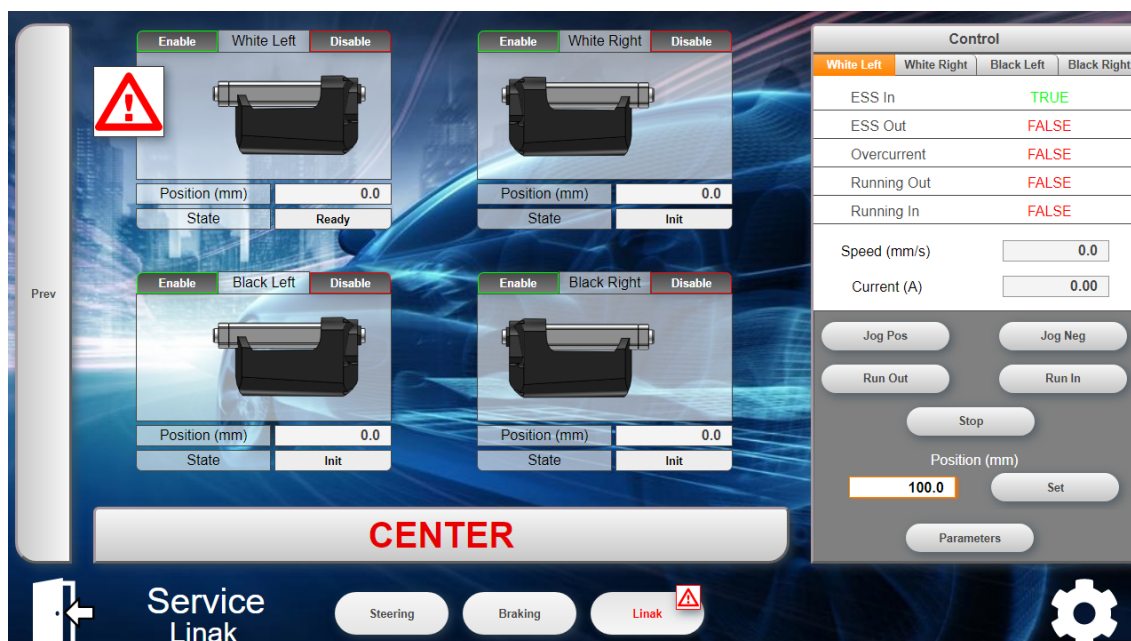 Enable White Left Disable
Enable White Right Disable
Position (mm) 0.0
State Ready
Position (mm) 0.0
State Init
Enable Black Left Disable
Enable Black Right Disable
Position (mm) 0.0
State Init
Position (mm) 0.0
State Init
Prev
CENTER
Control
White Left White Right Black Left Black Right
ESS In TRUE
ESS Out FALSE
Overcurrent FALSE
Running Out FALSE
Running In FALSE
Speed (mm/s) 0.0
Current (A) 0.00
Jog Pos Jog Neg
Run Out Run In
Stop
Position (mm)
100.0 Set
Parameters
Service
Linak
Steering Braking Linak